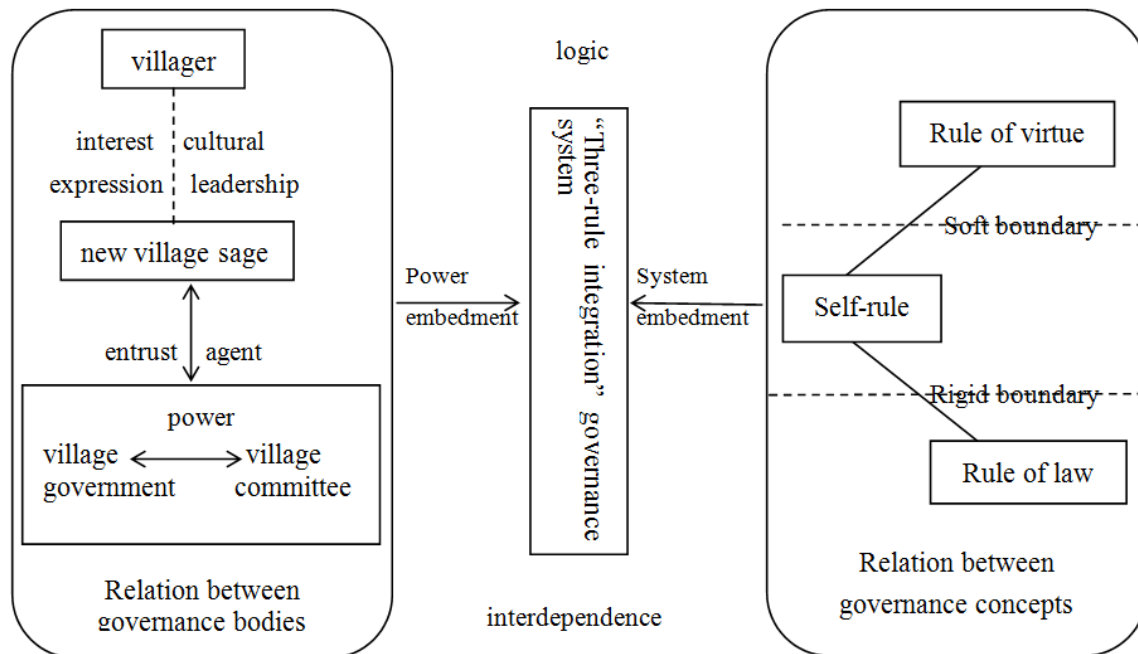 villager
interest cultural
expression leadership
new village sage
entrust agent
power
village village
government committee
Relation between
governance bodies
logic
Power
embedment
“Three-rule integration” governance
system
System
embedment
interdependence
Rule of virtue
Soft boundary
Self-rule
Rigid boundary
Rule of law
Relation between
governance concepts